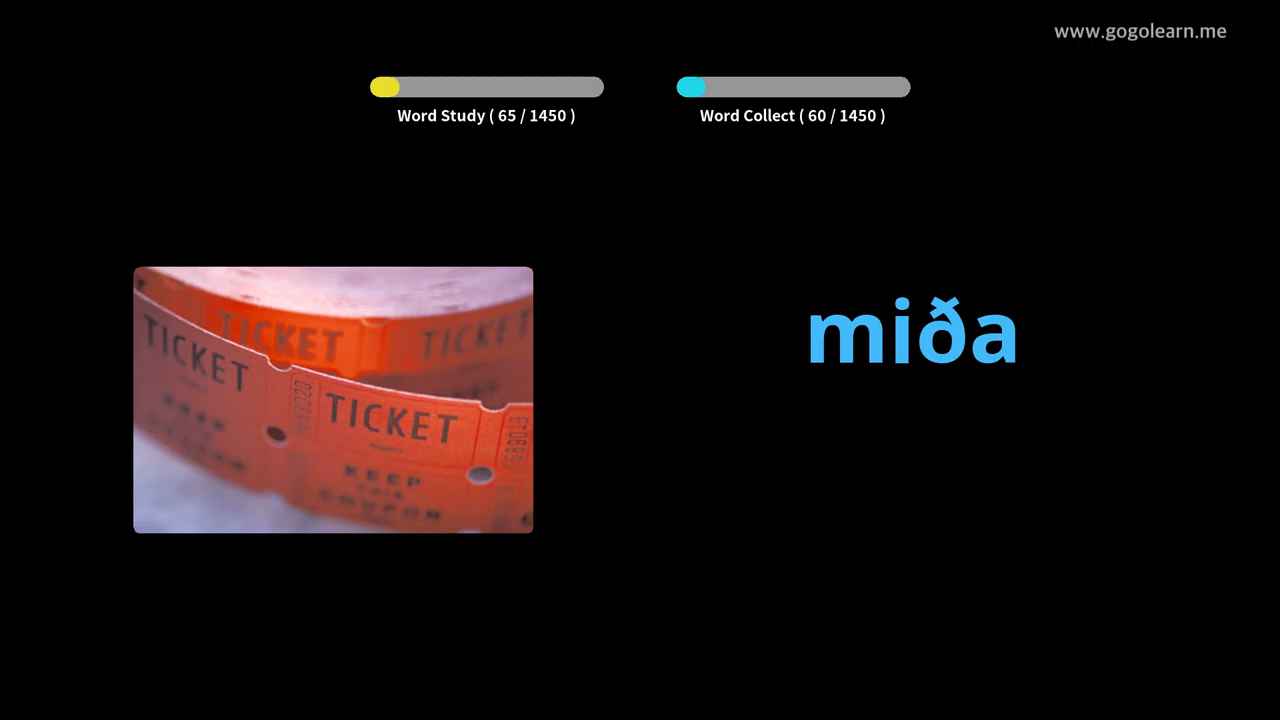 www.gogolearn.me
Word Study ( 65 / 1450 )
Word Collect ( 60 / 1450 )
miða
TICKET
TICKET
TICKET
TICKET
KEEP